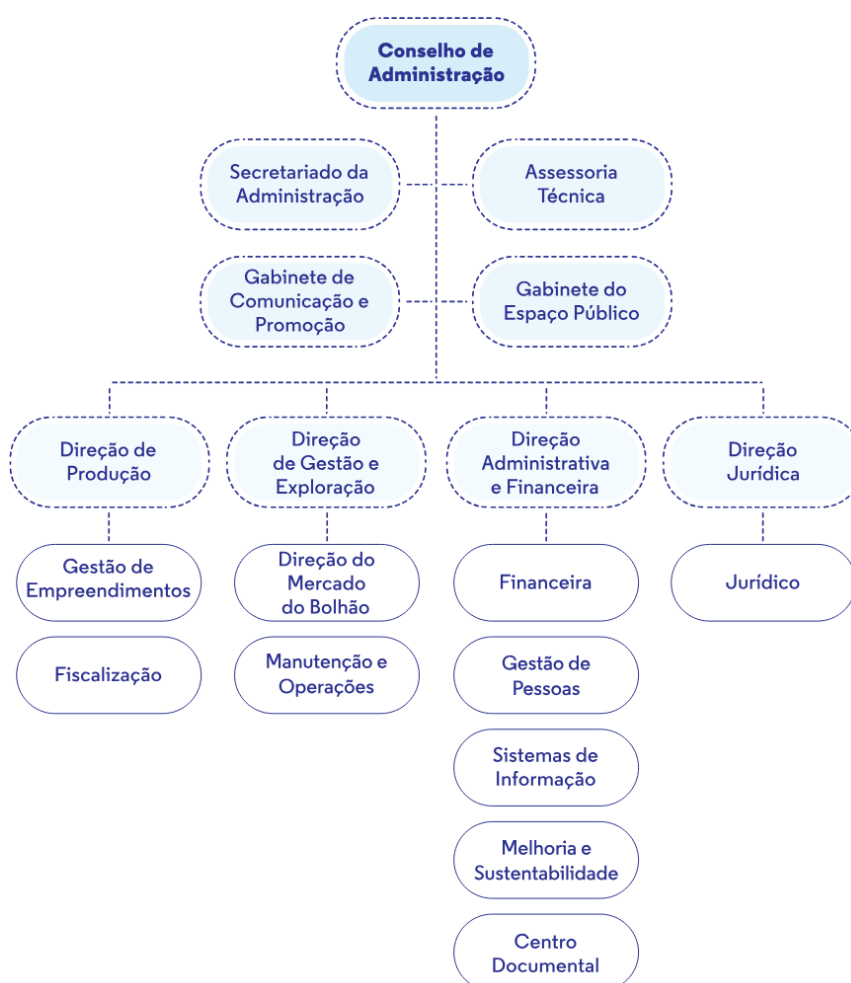 Conselho de
Administração
Secretariado da
Administração
Assessoria
Técnica
Gabinete de
Comunicação e
Promoção
Gabinete do
Espaço Público
Direção de
Produção
Direção
de Gestão e
Exploração
Direção
Administrativa
e Financeira
Direção
Jurídica
Gestão de
Empreendimentos
Direção do
Mercado
do Bolhão
Financeira
Jurídico
Fiscalização
Manutenção e
Operações
Gestão de
Pessoas
Sistemas de
Informação
Melhoria e
Sustentabilidade
Centro
Documental